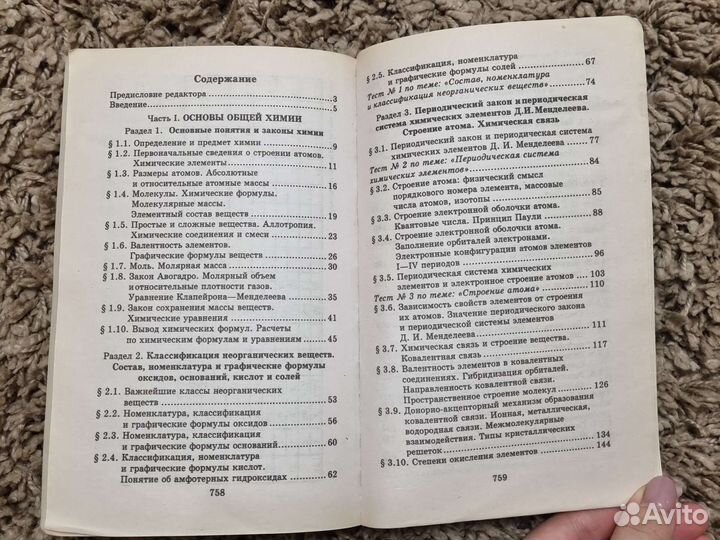 Содержание
Предисловие редактора 3
Введение 5
Часть I. ОСНОВЫ ОБЩЕЙ ХИМИИ
Раздел 1. Основные понятия и законы химии
§ 1.1. Определение и предмет химии 9
§ 1.2. Первоначальные сведения о строении атомов.
Химические элементы 11
§ 1.3. Размеры атомов. Абсолютные
и относительные атомные массы 16
§ 1.4. Молекулы. Химические формулы.
Молекулярные массы.
Элементный состав веществ 19
§ 1.5. Простые и сложные вещества. Аллотропия.
Химические соединения и смеси 23
§ 1.6. Валентность элементов.
Графические формулы веществ 26
§ 1.7. Моль. Молярная масса 30
§ 1.8. Закон Авогадро. Молярный объем
и относительные плотности газов.
Уравнение Клапейрона—Менделеева 35
§ 1.9. Закон сохранения массы веществ.
Химические уравнения 41
§ 1.10. Вывод химических формул. Расчеты
по химическим формулам и уравнениям 45
Раздел 2. Классификация неорганических веществ.
Состав, номенклатура и графические формулы
оксидов, оснований, кислот и солей
§ 2.1. Важнейшие классы неорганических
веществ 53
§ 2.2. Номенклатура, классификация
и графические формулы оксидов 56
§ 2.3. Номенклатура, классификация
и графические формулы оснований 60
§ 2.4. Классификация, номенклатура
и графические формулы кислот.
Понятие об амфотерных гидроксидах 62
758
§ 2.5. Классификация, номенклатура
и графические формулы солей 67
Тест № 1 по теме: «Состав, номенклатура
и классификация неорганических веществ» 74
Раздел 3. Периодический закон и периодическая
система химических элементов Д.И. Менделеева.
Строение атома. Химическая связь
§ 3.1. Периодический закон и периодическая система
химических элементов Д. И. Менделеева 77
Тест № 2 по теме: «Периодическая система
химических элементов» 84
§ 3.2. Строение атома: физический смысл
порядкового номера элемента, массовые
числа атомов, изотопы 85
§ 3.3. Строение электронной оболочки атома.
Квантовые числа. Принцип Паули 88
§ 3.4. Строение электронной оболочки атома.
Заполнение орбиталей электронами.
Электронные конфигурации атомов элементов
I—IV периодов 96
§ 3.5. Периодическая система химических
элементов и электронное строение атомов 103
Тест № 3 по теме: «Строение атома» 110
§ 3.6. Зависимость свойств элементов от строения
их атомов. Значение периодического закона
и периодической системы элементов
Д. И. Менделеева 111
§ 3.7. Химическая связь и строение вещества.
Ковалентная связь 117
§ 3.8. Валентность элементов в ковалентных
соединениях. Гибридизация орбиталей.
Направленность ковалентной связи.
Пространственное строение молекул 126
§ 3.9. Донорно-акцепторный механизм образования
ковалентной связи. Ионная, металлическая,
водородная связи. Межмолекулярные
взаимодействия. Типы кристаллических
решеток 134
§ 3.10. Степени окисления элементов 144
759
Avito